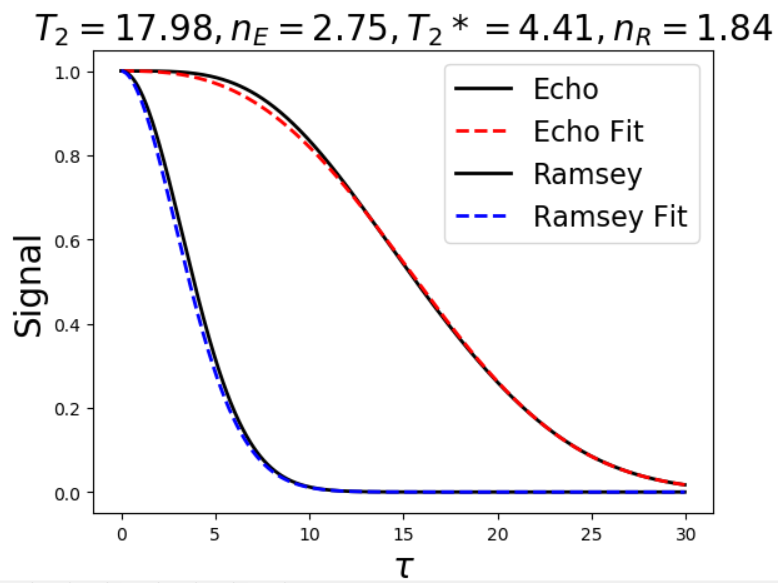 T₂ = 17.98, n_E = 2.75, T₂* = 4.41, n_R = 1.84
Echo
Echo Fit
Ramsey
Ramsey Fit
Signal
1.0
0.8
0.6
0.4
0.2
0.0
0 5 10 15 20 25 30
τ